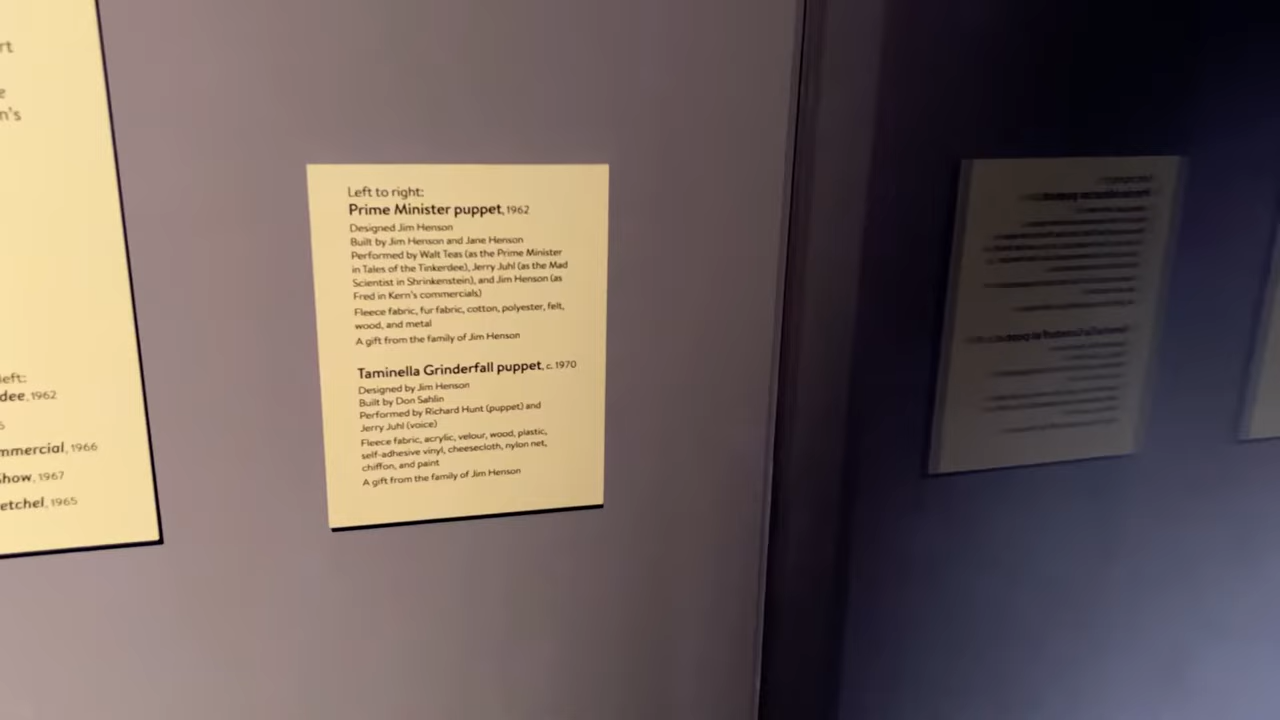 rt
e
n's
left:
dee, 1962
mmercial, 1966
Show, 1967
etchel, 1965
Left to right:
Prime Minister puppet, 1962
Designed Jim Henson
Built by Jim Henson and Jane Henson
Performed by Walt Teas (as the Prime Minister
in Tales of the Tinkerdee), Jerry Juhl (as the Mad
Scientist in Shrinkenstein), and Jim Henson (as
Fred in Kern's commercials)
Fleece fabric, fur fabric, cotton, polyester, felt,
wood, and metal
A gift from the family of Jim Henson
Taminella Grinderfall puppet, c. 1970
Designed by Jim Henson
Built by Don Sahlin
Performed by Richard Hunt (puppet) and
Jerry Juhl (voice)
Fleece fabric, acrylic, velour, wood, plastic,
self-adhesive vinyl, cheesecloth, nylon net,
chiffon, and paint
A gift from the family of Jim Henson